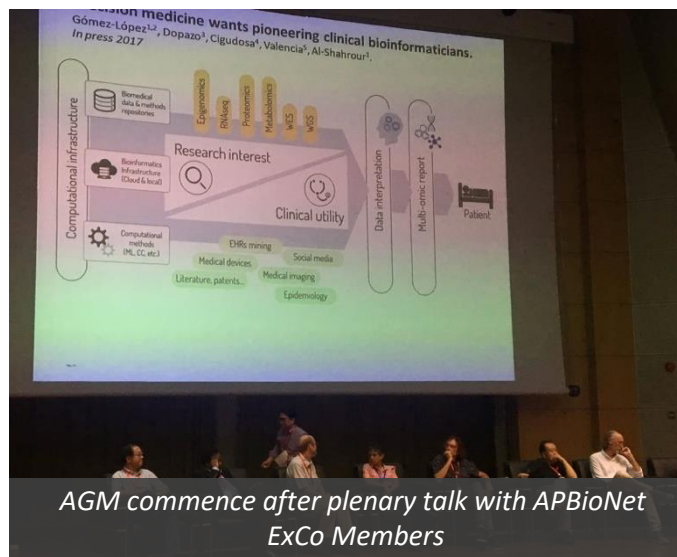 cision medicine wants pioneering clinical bioinformaticians.
Gómez-López1,2, Dopazo3, Cigudosa4, Valencia5, Al-Shahrour1.
In press 2017
Computational infrastructure
Biomedical
data & methods
repositories
Bioinformatics
Infrastructure
(Cloud & local)
Computational
methods
(ML, CC, etc.)
Epigenomics
RNAseq
Proteomics
Metabolomics
WES
WGS
Research interest
Clinical utility
EHRs mining
Social media
Medical devices
Medical imaging
Literature, patents...
Epidemiology
Data interpretation
Multi-omic report
Patient
AGM commence after plenary talk with APBioNet
ExCo Members